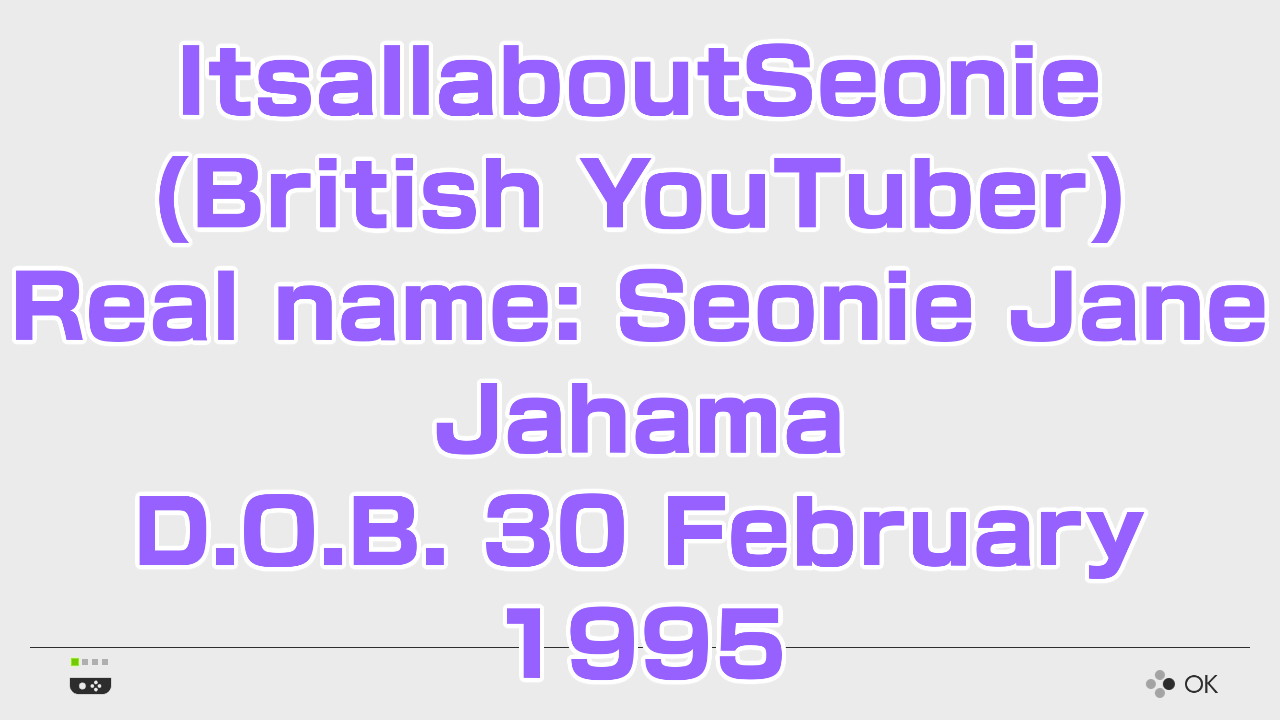 ItsallaboutSeonie
(British YouTuber)
Real name: Seonie Jane
Jahama
D.O.B. 30 February
1995
OK